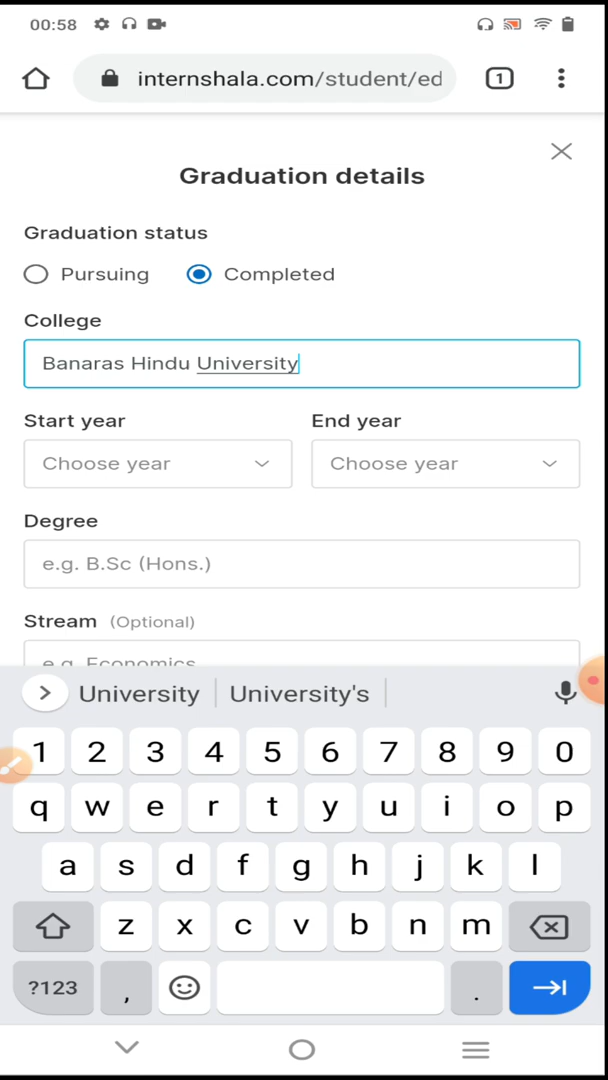 00:58
internshala.com/student/ed
1
Graduation details
Graduation status
Pursuing Completed
College
Banaras Hindu University
Start year End year
Choose year Choose year
Degree
e.g. B.Sc (Hons.)
Stream (Optional)
e.g. Economics
University University's
1 2 3 4 5 6 7 8 9 0
q w e r t y u i o p
a s d f g h j k l
z x c v b n m
?123 , .